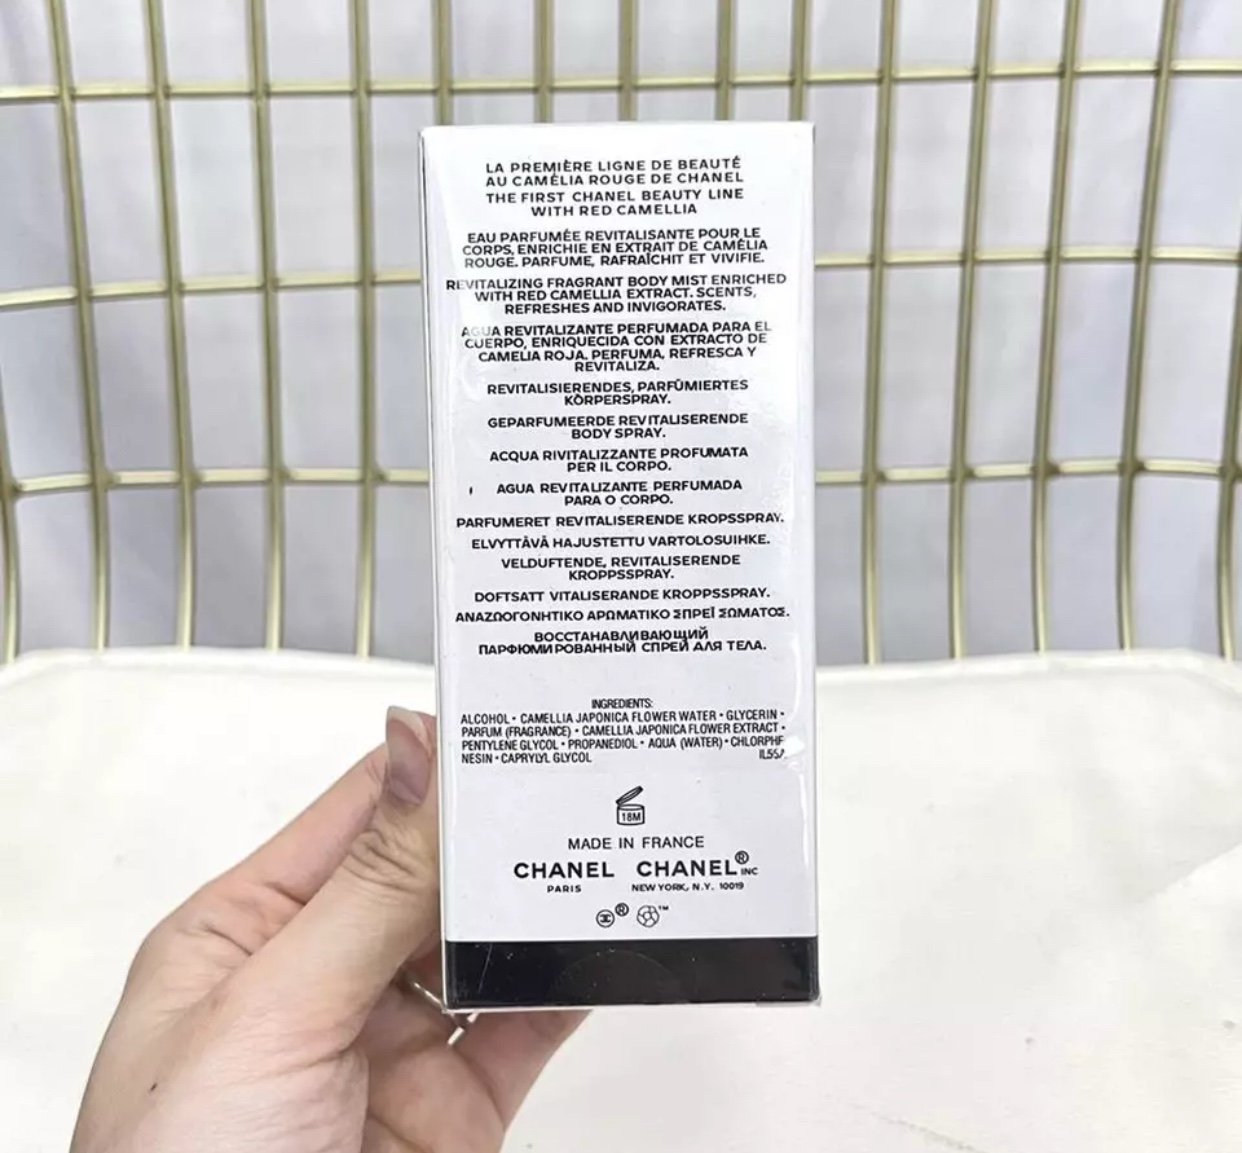 LA PREMIÈRE LIGNE DE BEAUTÉ
AU CAMÉLIA ROUGE DE CHANEL
THE FIRST CHANEL BEAUTY LINE
WITH RED CAMELLIA
EAU PARFUMÉE REVITALISANTE POUR LE
CORPS, ENRICHIE EN EXTRAIT DE CAMÉLIA
ROUGE. PARFUME, RAFRAÎCHIT ET VIVIFIE.
REVITALIZING FRAGRANT BODY MIST ENRICHED
WITH RED CAMELLIA EXTRACT. SCENTS,
REFRESHES AND INVIGORATES.
AGUA REVITALIZANTE PERFUMADA PARA EL
CUERPO, ENRIQUECIDA CON EXTRACTO DE
CAMELIA ROJA. PERFUMA, REFRESCA Y
REVITALIZA.
REVITALISIERENDES, PARFÜMIERTES
KÖRPERSPRAY.
GEPARFUMEERDE REVITALISERENDE
BODY SPRAY.
ACQUA RIVITALIZZANTE PROFUMATA
PER IL CORPO.
AGUA REVITALIZANTE PERFUMADA
PARA O CORPO.
PARFUMERET REVITALISERENDE KROPSSPRAY.
ELVYTTÄVÄ HAJUSTETTU VARTOLOSUIHKE.
VELDUFTENDE, REVITALISERENDE
KROPPSSPRAY.
DOFTSATT VITALISERANDE KROPPSSPRAY.
ΑΝΑΖΩΟΓΟΝΗΤΙΚΟ ΑΡΩΜΑΤΙΚΟ ΣΠΡΕΪ ΣΩΜΑΤΟΣ.
ВОССТАНАВЛИВАЮЩИЙ
ПАРФЮМИРОВАННЫЙ СПРЕЙ ДЛЯ ТЕЛА.
INGREDIENTS:
ALCOHOL • CAMELLIA JAPONICA FLOWER WATER • GLYCERIN •
PARFUM (FRAGRANCE) • CAMELLIA JAPONICA FLOWER EXTRACT •
PENTYLENE GLYCOL • PROPANEDIOL • AQUA (WATER) • CHLORPHE
NESIN • CAPRYLYL GLYCOL
18M
MADE IN FRANCE
CHANEL CHANEL® INC
PARIS NEW YORK, N.Y. 10019
® ™